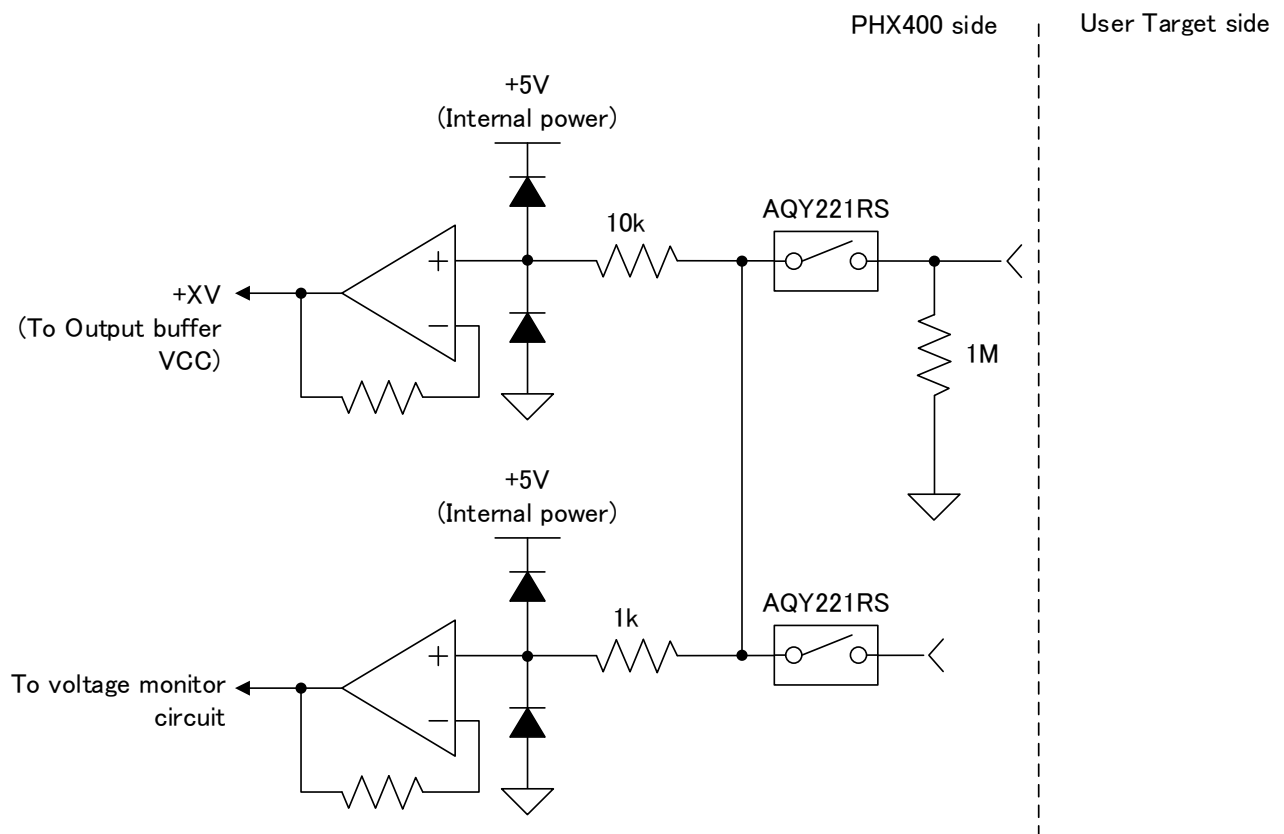 PHX400 side
User Target side
+5V
(Internal power)
10k
AQY221RS
+
−
+XV
(To Output buffer
VCC)
1M
+5V
(Internal power)
1k
AQY221RS
+
−
To voltage monitor
circuit